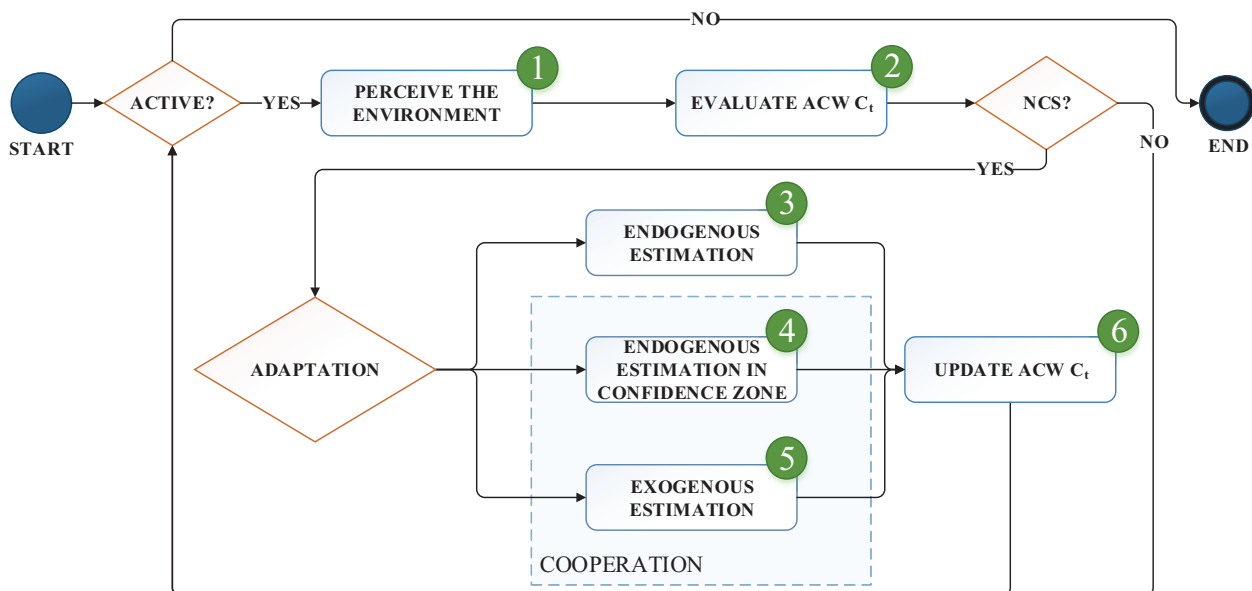 NO
1
2
ACTIVE?
YES
PERCEIVE THE
ENVIRONMENT
EVALUATE ACW Cₜ
NCS?
START
NO
END
YES
3
ENDOGENOUS
ESTIMATION
4
6
ADAPTATION
ENDOGENOUS
ESTIMATION IN
CONFIDENCE ZONE
UPDATE ACW Cₜ
5
EXOGENOUS
ESTIMATION
COOPERATION